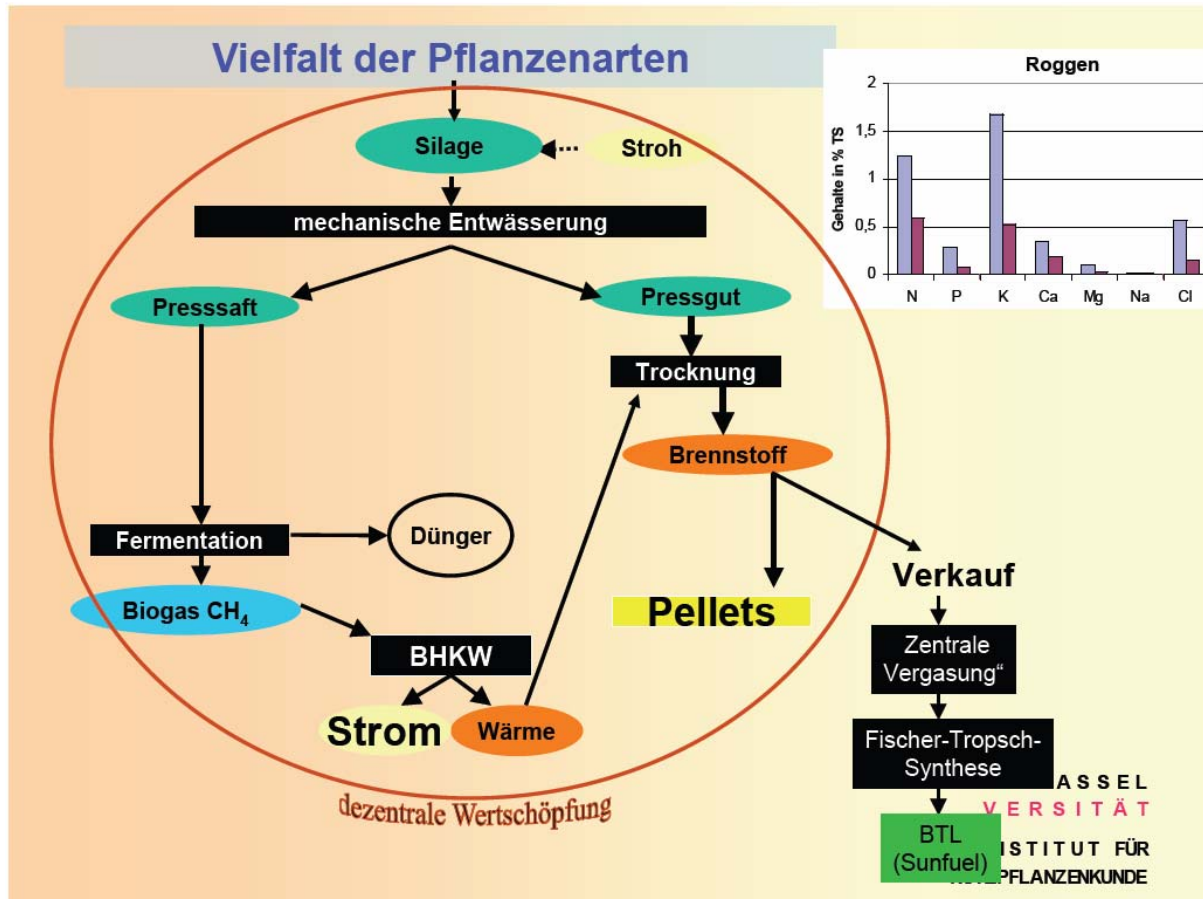 Vielfalt der Pflanzenarten
Silage
Stroh
mechanische Entwässerung
Presssaft
Pressgut
Trocknung
Brennstoff
Fermentation
Dünger
Biogas CH₄
BHKW
Strom
Wärme
Pellets
dezentrale Wertschöpfung
Verkauf
Zentrale
Vergasung“
Fischer-Tropsch-
Synthese
BTL
(Sunfuel)
Roggen
Gehalte in % TS
2
1,5
1
0,5
0
N P K Ca Mg Na Cl
ASSEL
VERSITÄT
STITUT FÜR
PFLANZENKUNDE